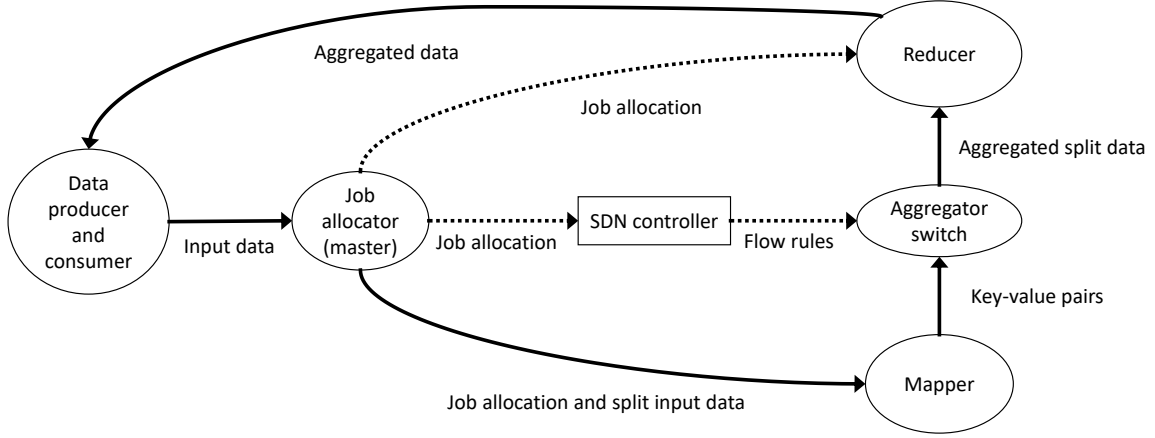 Aggregated data
Reducer
Job allocation
Aggregated split data
Data
producer
and
consumer
Input data
Job
allocator
(master)
Job allocation
SDN controller
Flow rules
Aggregator
switch
Key-value pairs
Mapper
Job allocation and split input data